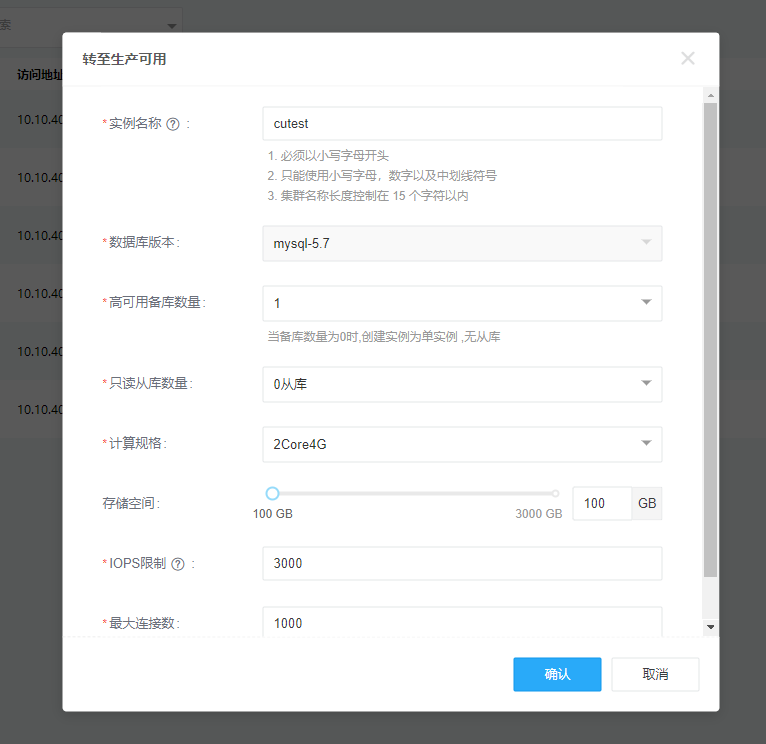 案
转至生产可用
访问地址
10.10.40
10.10.40
10.10.40
10.10.40
10.10.40
10.10.40
*实例名称 ? :
cutest
1. 必须以小写字母开头
2. 只能使用小写字母，数字以及中划线符号
3. 集群名称长度控制在 15 个字符以内
*数据库版本:
mysql-5.7
*高可用备库数量:
1
当备库数量为0时,创建实例为单实例 ,无从库
*只读从库数量:
0从库
*计算规格:
2Core4G
存储空间:
100 GB
3000 GB
100 GB
*IOPS限制 ? :
3000
*最大连接数:
1000
确认
取消